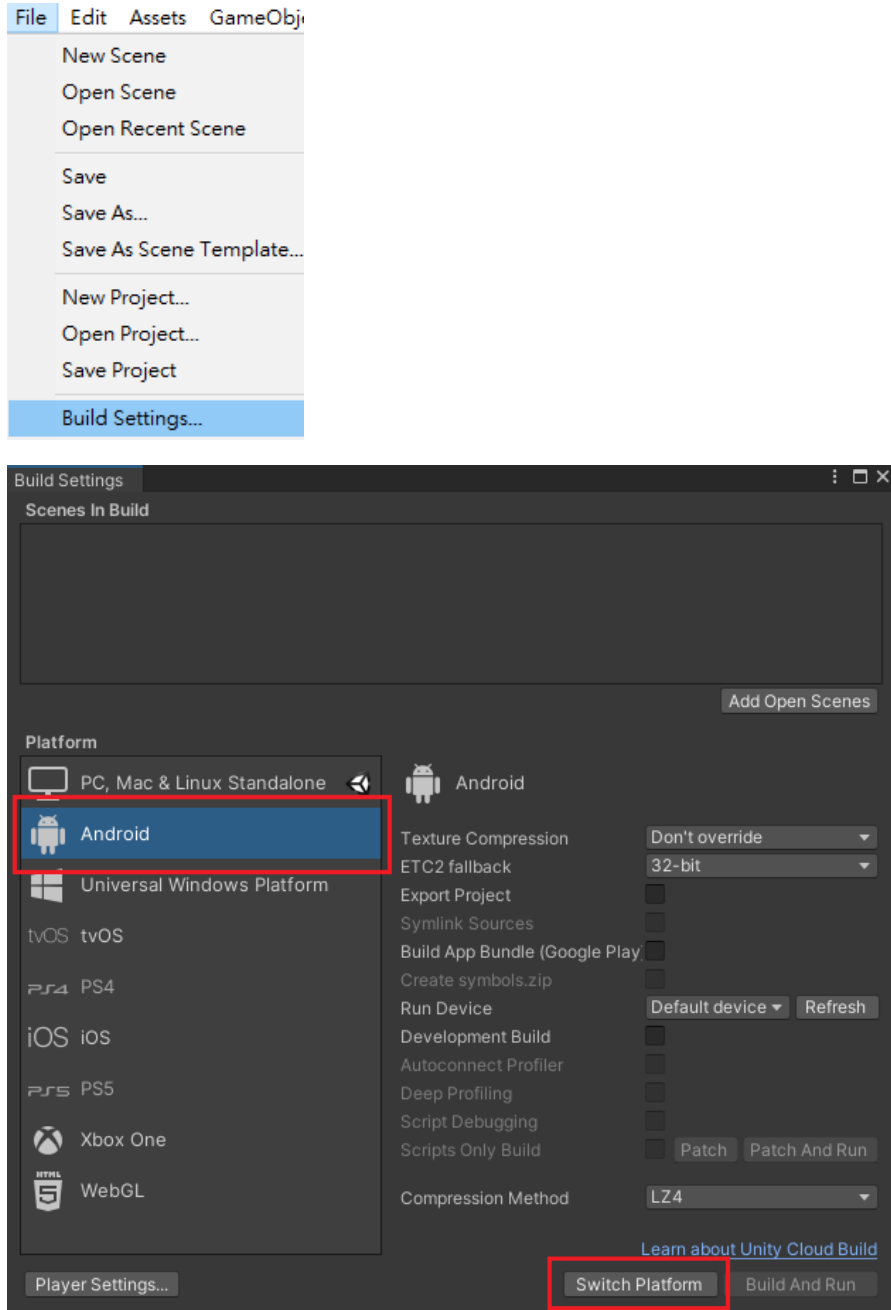 File Edit Assets GameObj
New Scene
Open Scene
Open Recent Scene
Save
Save As...
Save As Scene Template...
New Project...
Open Project...
Save Project
Build Settings...
Build Settings
Scenes In Build
Add Open Scenes
Platform
PC, Mac & Linux Standalone
Android
Universal Windows Platform
tvOS tvOS
PS4 PS4
iOS iOS
PS5 PS5
Xbox One
HTML 5 WebGL
Android
Texture Compression Don't override
ETC2 fallback 32-bit
Export Project
Symlink Sources
Build App Bundle (Google Play)
Create symbols.zip
Run Device Default device Refresh
Development Build
Autoconnect Profiler
Deep Profiling
Script Debugging
Scripts Only Build Patch Patch And Run
Compression Method LZ4
Learn about Unity Cloud Build
Player Settings... Switch Platform Build And Run